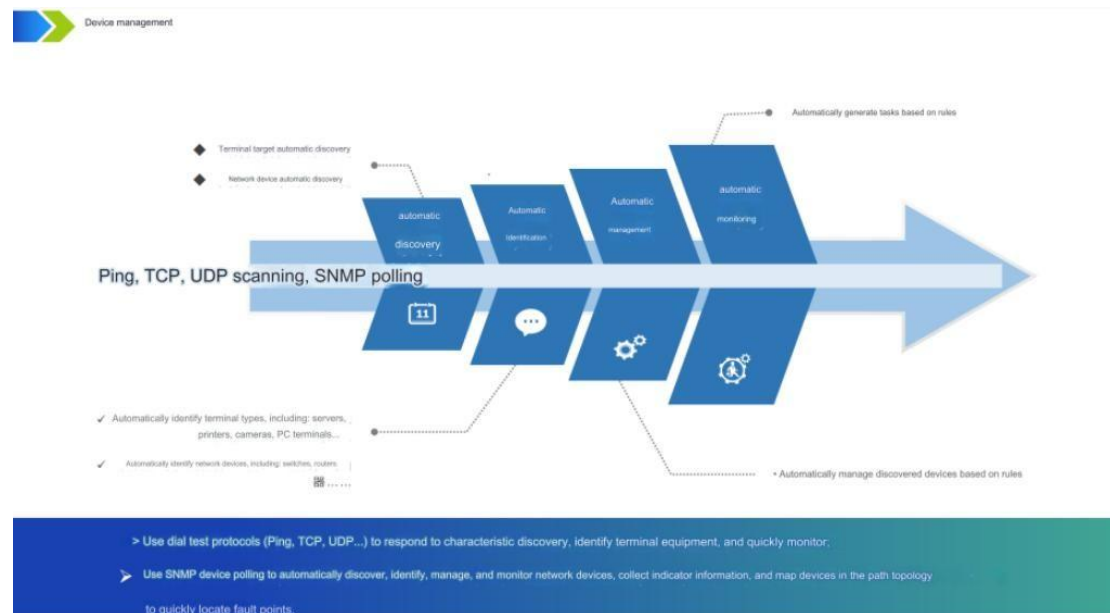 Device management
Automatically generate tasks based on rules
Terminal target automatic discovery
Network device automatic discovery
automatic
discovery
Automatic
Identification
Automatic
management
automatic
monitoring
Ping, TCP, UDP scanning, SNMP polling
11
✓ Automatically identify terminal types, including: servers,
printers, cameras, PC terminals...
✓ Automatically identify network devices, including: switches, routers
器……
• Automatically manage discovered devices based on rules
> Use dial test protocols (Ping, TCP, UDP...) to respond to characteristic discovery, identify terminal equipment, and quickly monitor;
➢ Use SNMP device polling to automatically discover, identify, manage, and monitor network devices, collect indicator information, and map devices in the path topology
to quickly locate fault points.